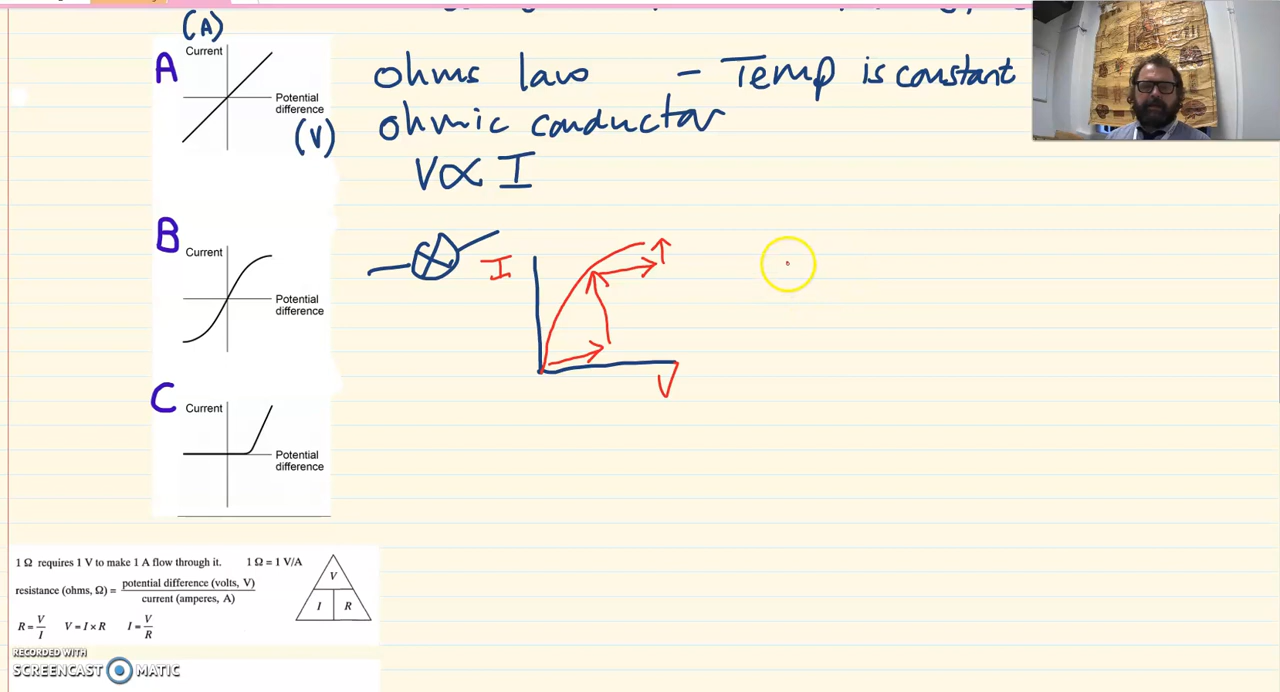 (A)
A
Current
Potential
difference
(V)
ohms law - Temp is constant
ohmic conductor
V∝ I
B
Current
Potential
difference
I
V
C
Current
Potential
difference
1 Ω requires 1 V to make 1 A flow through it. 1 Ω = 1 V/A
resistance (ohms, Ω) = potential difference (volts, V)
current (amperes, A)
V
I R
R = V/I V = I × R I = V/R
RECORDED WITH
SCREENCAST MATIC